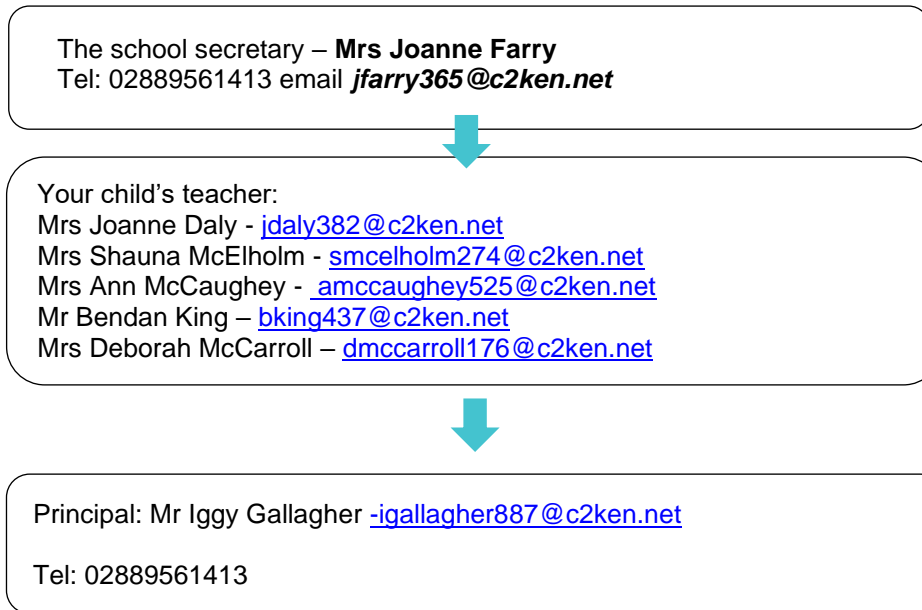 The school secretary – Mrs Joanne Farry
Tel: 02889561413 email jfarry365@c2ken.net
Your child’s teacher:
Mrs Joanne Daly - jdaly382@c2ken.net
Mrs Shauna McElholm - smcelholm274@c2ken.net
Mrs Ann McCaughey -  amccaughey525@c2ken.net
Mr Bendan King – bking437@c2ken.net
Mrs Deborah McCarroll – dmccarroll176@c2ken.net
Principal: Mr Iggy Gallagher -igallagher887@c2ken.net
Tel: 02889561413